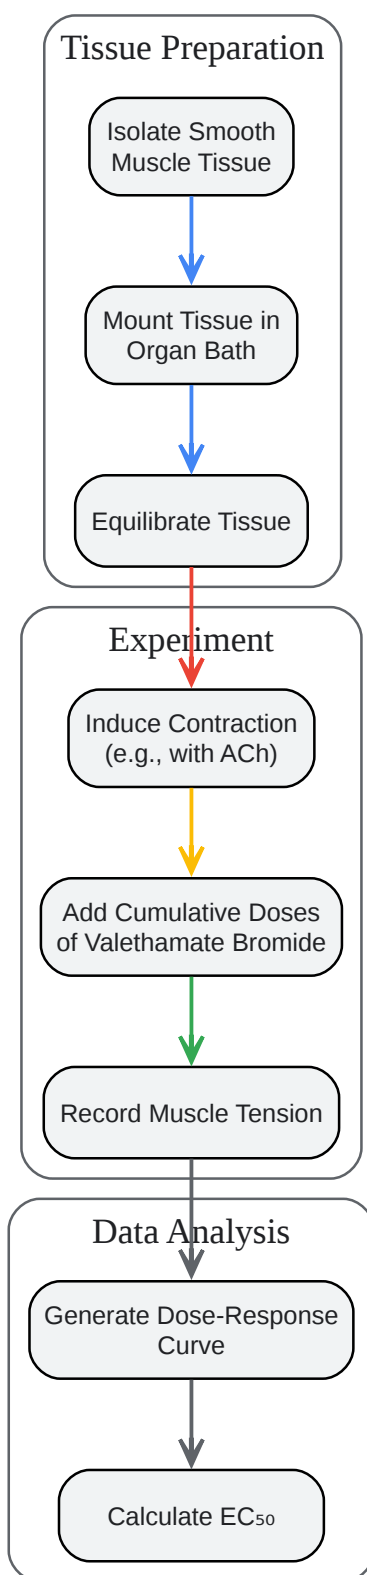 Tissue Preparation
Isolate Smooth
Muscle Tissue
Mount Tissue in
Organ Bath
Equilibrate Tissue
Experiment
Induce Contraction
(e.g., with ACh)
Add Cumulative Doses
of Valethamate Bromide
Record Muscle Tension
Data Analysis
Generate Dose-Response
Curve
Calculate EC₅₀